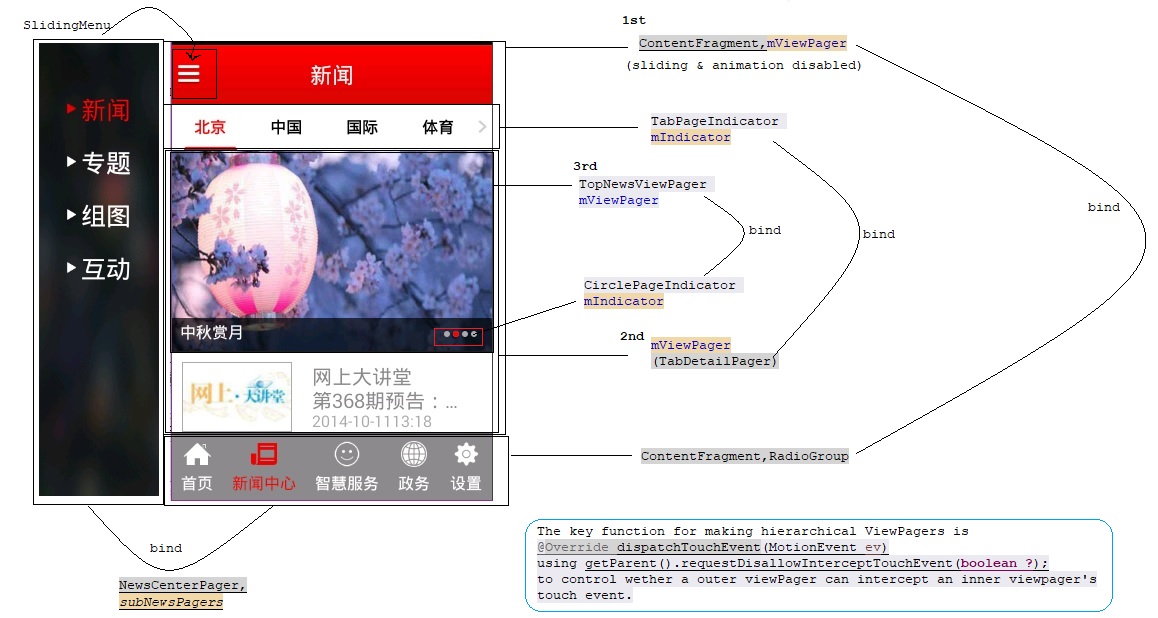 SlidingMenu
新闻
专题
组图
互动
新闻
北京
中国
国际
体育
中秋赏月
网上·大讲堂
网上大讲堂
第368期预告：...
2014-10-1113:18
首页
新闻中心
智慧服务
政务
设置
bind
NewsCenterPager,
subNewsPagers
1st
ContentFragment,mViewPager
(sliding & animation disabled)
TabPageIndicator
mIndicator
3rd
TopNewsViewPager
mViewPager
bind
bind
bind
CirclePageIndicator
mIndicator
2nd
mViewPager
(TabDetailPager)
ContentFragment,RadioGroup
The key function for making hierarchical ViewPagers is
@Override dispatchTouchEvent(MotionEvent ev)
using getParent().requestDisallowInterceptTouchEvent(boolean ?);
to control wether a outer viewPager can intercept an inner viewpager's
touch event.